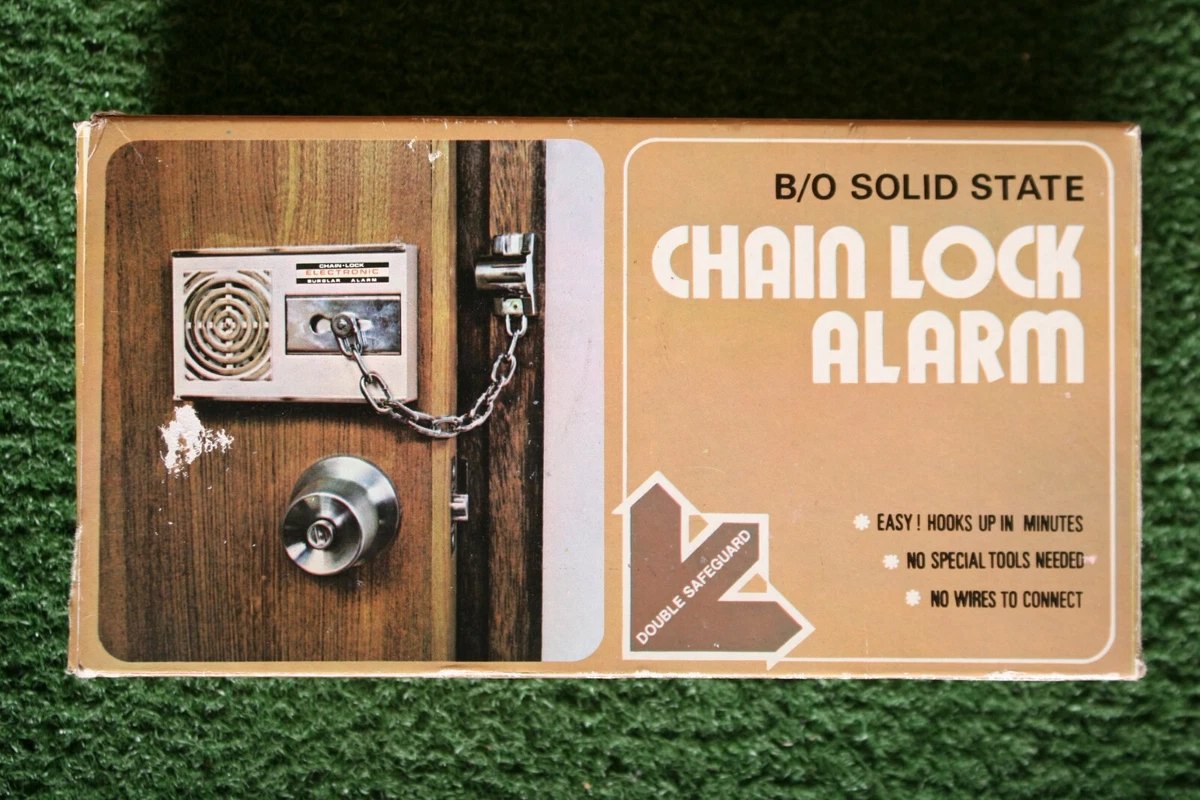 CHAIN·LOCK
ELECTRONIC
BURGLAR ALARM
B/O SOLID STATE
CHAIN LOCK
ALARM
EASY! HOOKS UP IN MINUTES
NO SPECIAL TOOLS NEEDED
NO WIRES TO CONNECT
DOUBLE SAFEGUARD